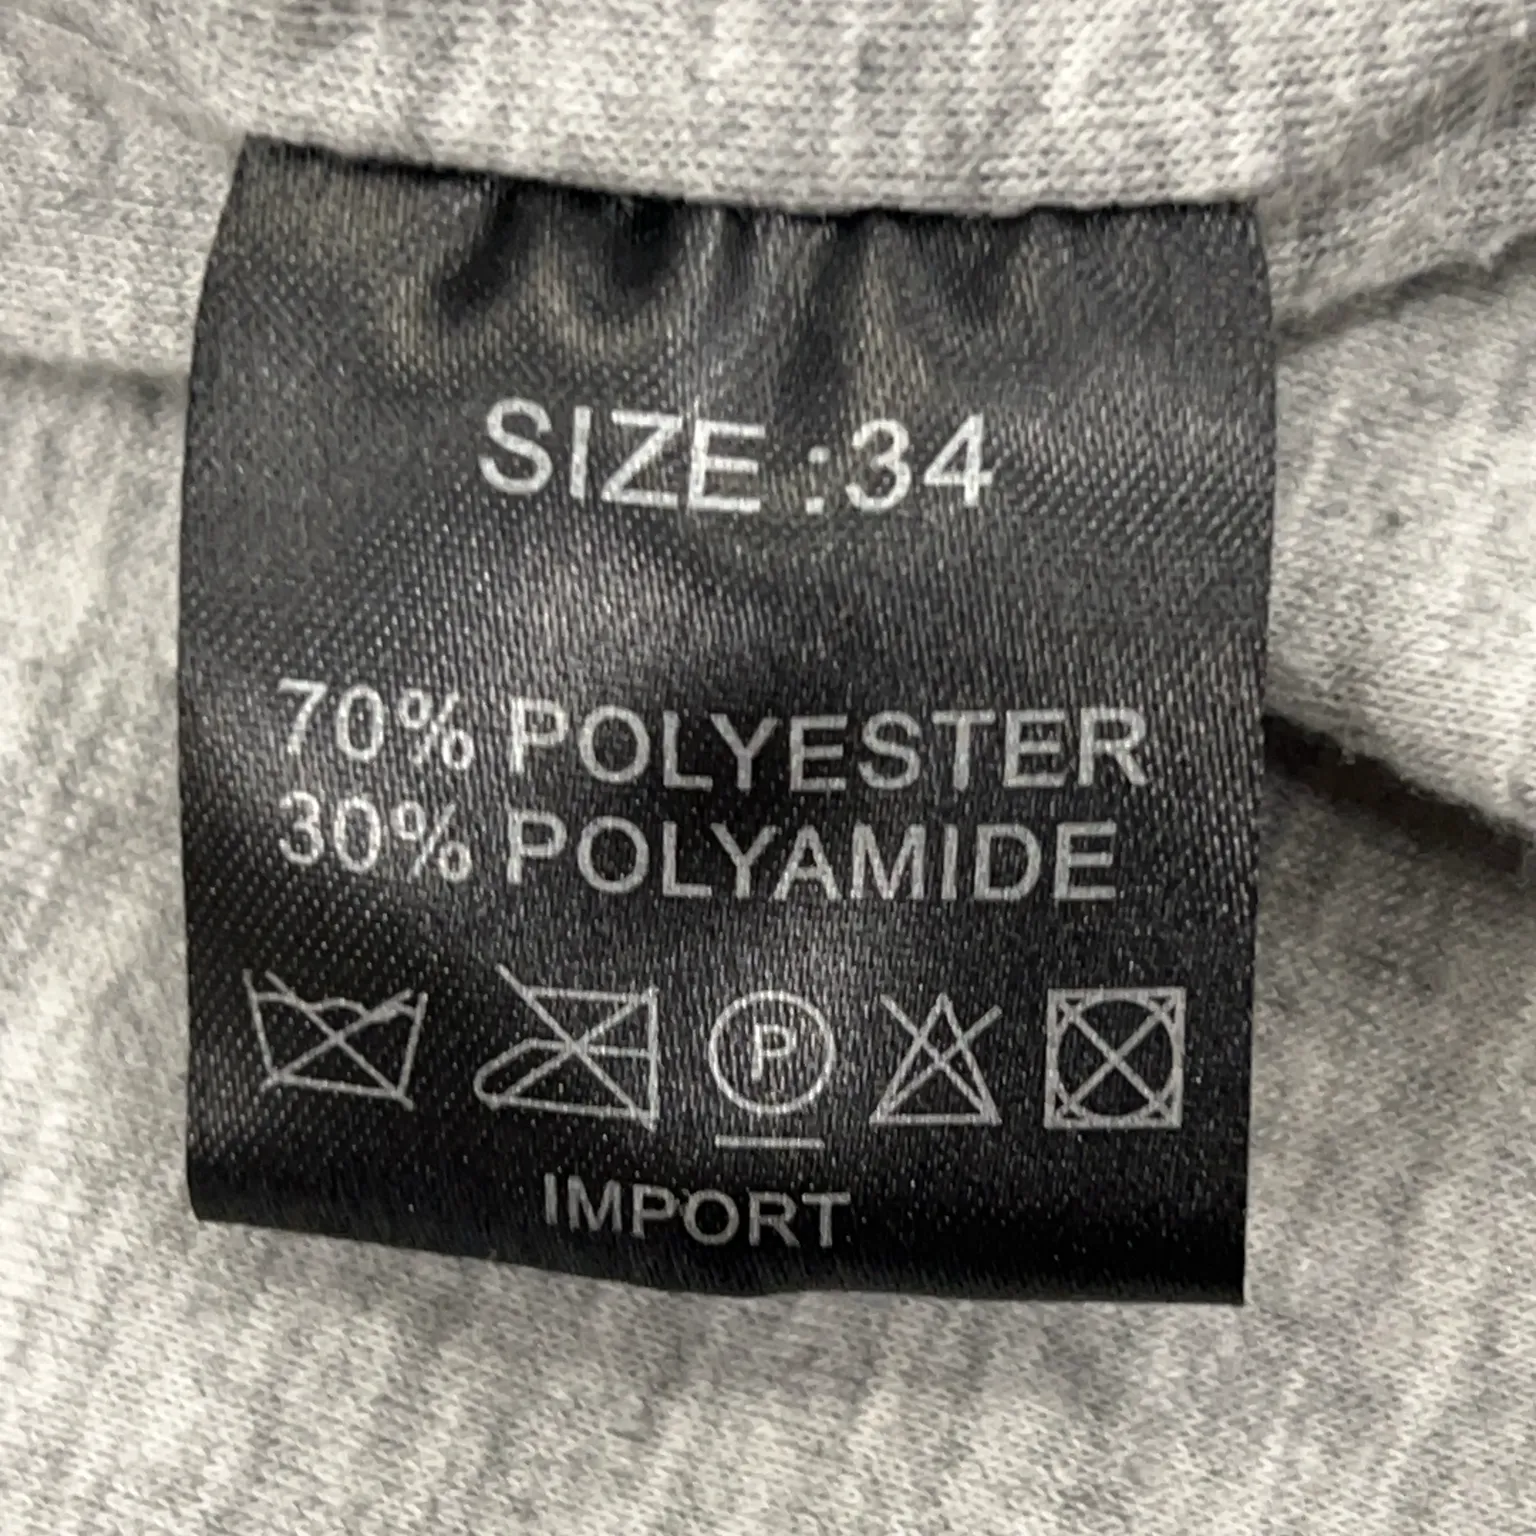 SIZE :34
70% POLYESTER
30% POLYAMIDE
P
IMPORT